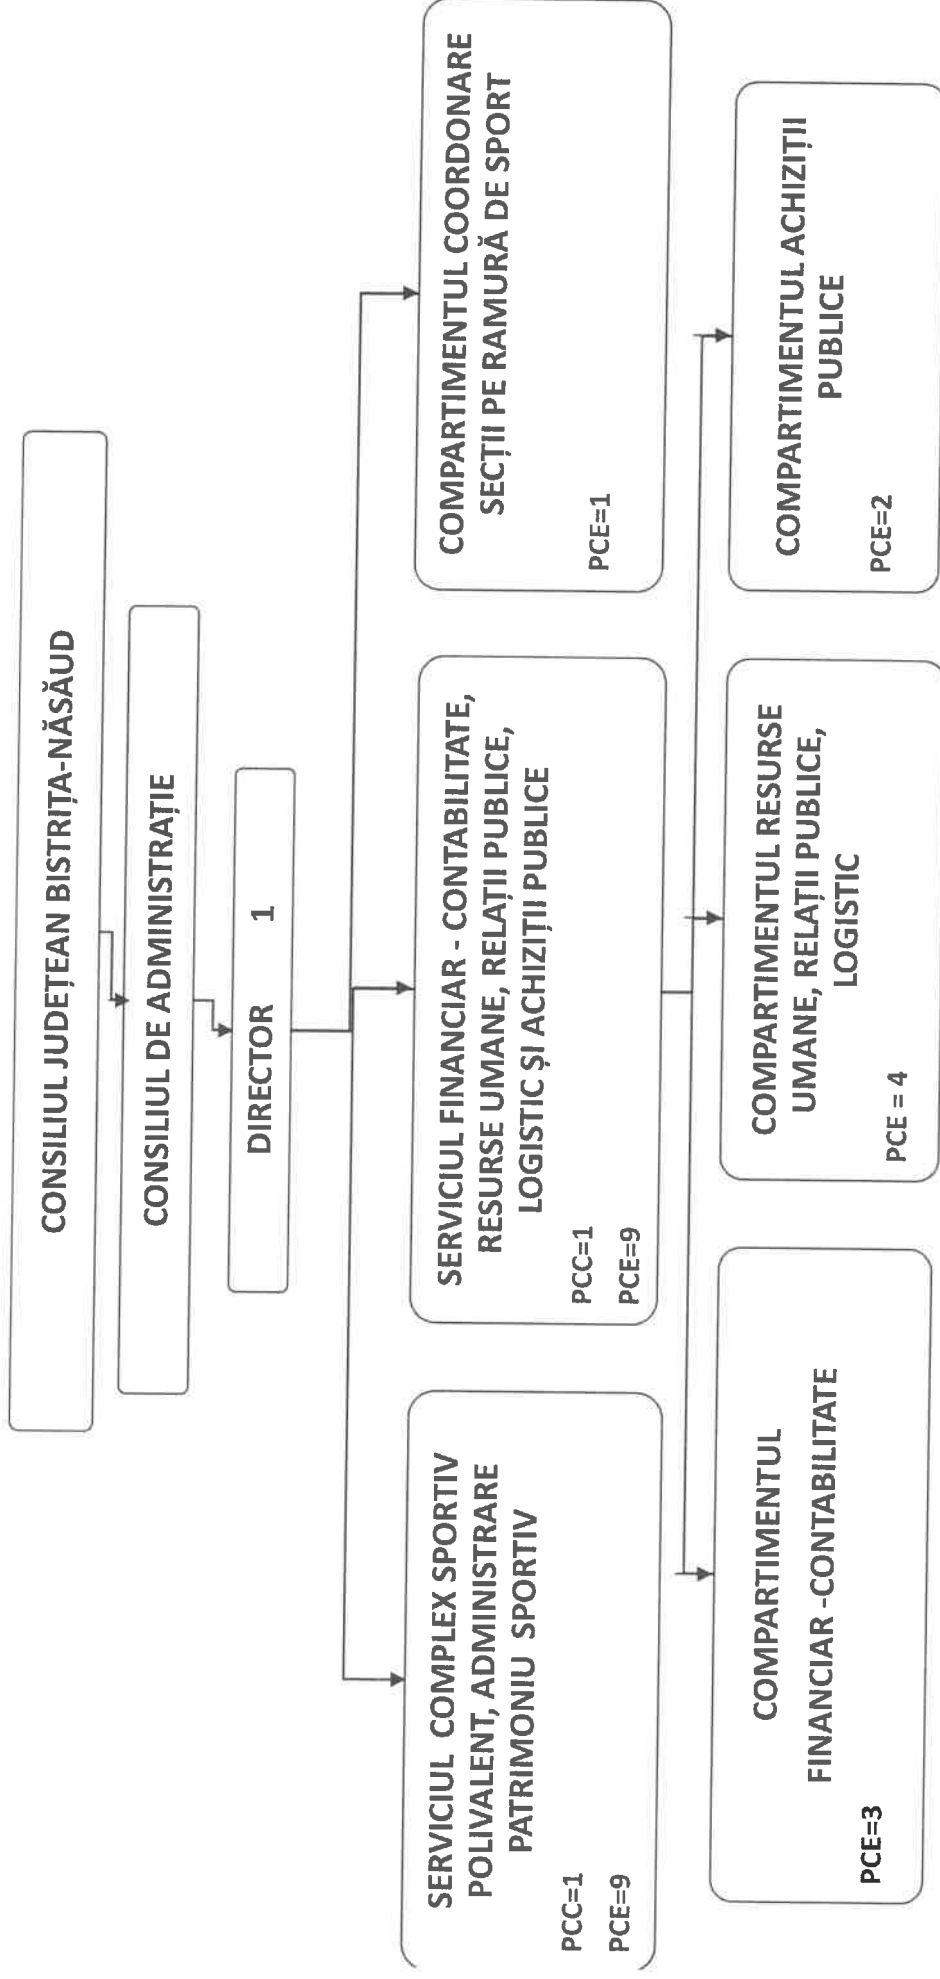 CONSILIUL JUDEȚEAN BISTRIȚA-NĂSĂUD
CONSILIUL DE ADMINISTRAȚIE
DIRECTOR 1
SERVICIUL COMPLEX SPORTIV
POLIVALENT, ADMINISTRARE
PATRIMONIU SPORTIV
PCC=1
PCE=9
SERVICIUL FINANCIAR - CONTABILITATE,
RESURSE UMANE, RELAȚII PUBLICE,
LOGISTIC ȘI ACHIZIȚII PUBLICE
PCC=1
PCE=9
COMPARTIMENTUL COORDONARE
SECȚII PE RAMURĂ DE SPORT
PCE=1
COMPARTIMENTUL
FINANCIAR -CONTABILITATE
PCE=3
COMPARTIMENTUL RESURSE
UMANE, RELAȚII PUBLICE,
LOGISTIC
PCE = 4
COMPARTIMENTUL ACHIZIȚII
PUBLICE
PCE=2